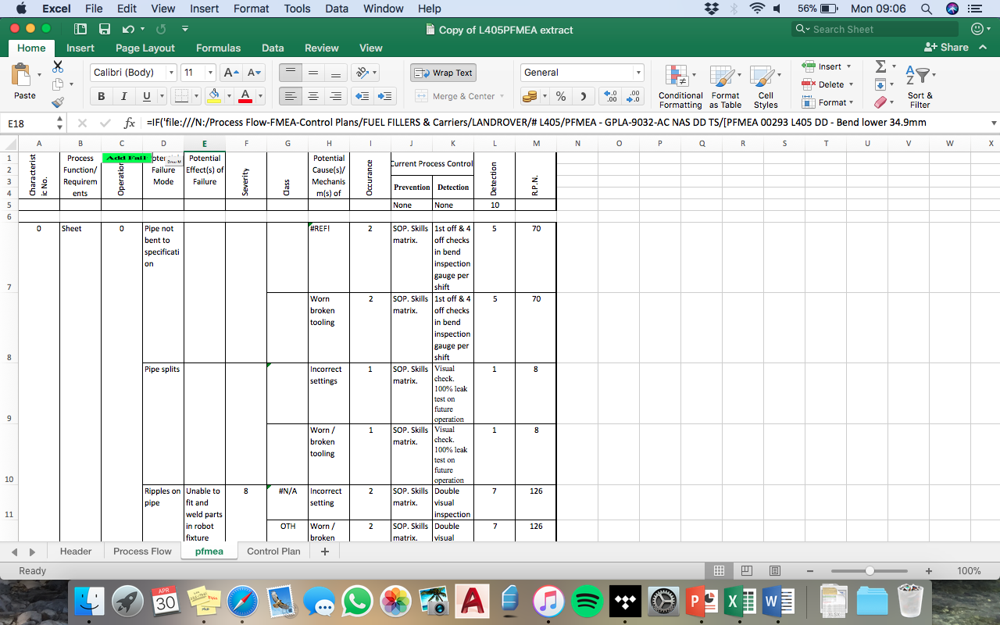 Excel File Edit View Insert Format Tools Data Window Help 56% Mon 09:06
Copy of L405PFMEA extract
Search Sheet
Home Insert Page Layout Formulas Data Review View Share
Paste
Calibri (Body) 11 A A
Wrap Text
General
B I U A
Merge & Center
% .0 .00 .00 .0
Conditional Formatting
Format as Table
Cell Styles
Insert
Delete
Format
Sort & Filter
E18 fx =IF('file:///N:/Process Flow-FMEA-Control Plans/FUEL FILLERS & Carriers/LANDROVER/# L405/PFMEA - GPLA-9032-AC NAS DD TS/[PFMEA 00293 L405 DD - Bend lower 34.9mm
A B C D E F G H I J K L M N O P Q R S T U V W X
1 2 3 4 5 6 7 8 9 10 11
Characterist ic No.
Process Function/ Requirem ents
Add Fail
Operation
Failure Mode
Potential Effect(s) of Failure
Severity
Class
Potential Cause(s)/ Mechanis m(s) of
Occurance
Current Process Control
Prevention Detection
Detection
R.P.N.
None None 10
0 Sheet 0 Pipe not bent to specificati on #REF! 2 SOP. Skills matrix. 1st off & 4 off checks in bend inspection gauge per shift 5 70
Worn broken tooling 2 SOP. Skills matrix. 1st off & 4 off checks in bend inspection gauge per shift 5 70
Pipe splits Incorrect settings 1 SOP. Skills matrix. Visual check. 100% leak test on future operation 1 8
Worn / broken tooling 1 SOP. Skills matrix. Visual check. 100% leak test on future operation 1 8
Ripples on pipe Unable to fit and weld parts in robot fixture 8 #N/A Incorrect setting 2 SOP. Skills matrix. Double visual inspection 7 126
OTH Worn / broken 2 SOP. Skills matrix. Double visual 7 126
Header Process Flow pfmea Control Plan +
Ready 100%
APR
30
XLSX